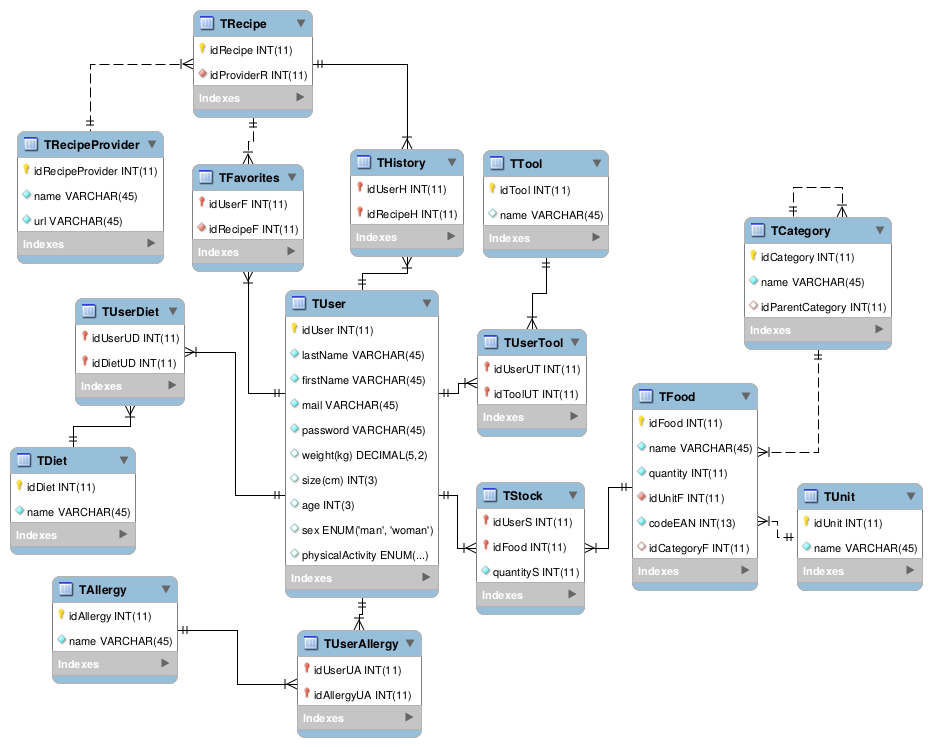 TRecipe
idRecipe INT(11)
idProviderR INT(11)
Indexes
TRecipeProvider
idRecipeProvider INT(11)
name VARCHAR(45)
url VARCHAR(45)
Indexes
TFavorites
idUserF INT(11)
idRecipeF INT(11)
Indexes
THistory
idUserH INT(11)
idRecipeH INT(11)
Indexes
TTool
idTool INT(11)
name VARCHAR(45)
Indexes
TCategory
idCategory INT(11)
name VARCHAR(45)
idParentCategory INT(11)
Indexes
TUserDiet
idUserUD INT(11)
idDietUD INT(11)
Indexes
TUser
idUser INT(11)
lastName VARCHAR(45)
firstName VARCHAR(45)
mail VARCHAR(45)
password VARCHAR(45)
weight(kg) DECIMAL(5,2)
size(cm) INT(3)
age INT(3)
sex ENUM('man', 'woman')
physicalActivity ENUM(...)
Indexes
TUserTool
idUserUT INT(11)
idToolUT INT(11)
Indexes
TFood
idFood INT(11)
name VARCHAR(45)
quantity INT(11)
idUnitF INT(11)
codeEAN INT(13)
idCategoryF INT(11)
Indexes
TDiet
idDiet INT(11)
name VARCHAR(45)
Indexes
TStock
idUserS INT(11)
idFood INT(11)
quantityS INT(11)
Indexes
TUnit
idUnit INT(11)
name VARCHAR(45)
Indexes
TAllergy
idAllergy INT(11)
name VARCHAR(45)
Indexes
TUserAllergy
idUserUA INT(11)
idAllergyUA INT(11)
Indexes